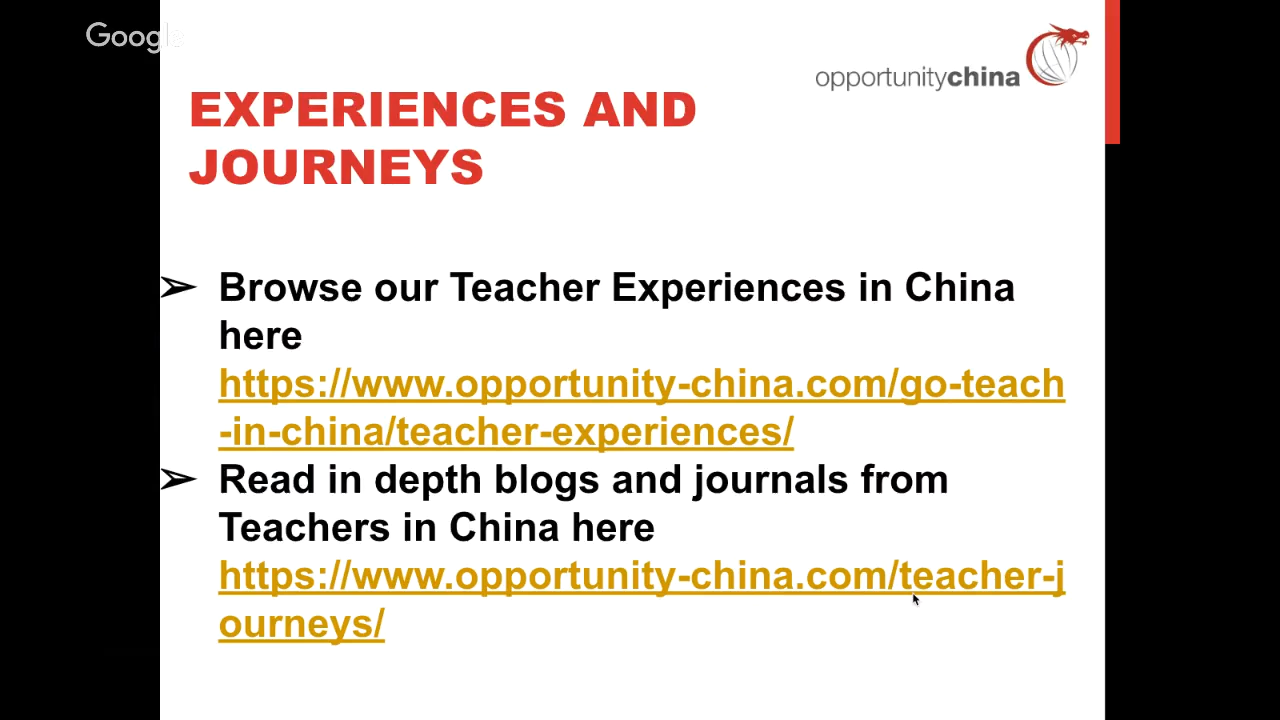 Google
opportunitychina
EXPERIENCES AND
JOURNEYS
➢ Browse our Teacher Experiences in China
here
https://www.opportunity-china.com/go-teach
-in-china/teacher-experiences/
➢ Read in depth blogs and journals from
Teachers in China here
https://www.opportunity-china.com/teacher-j
ourneys/